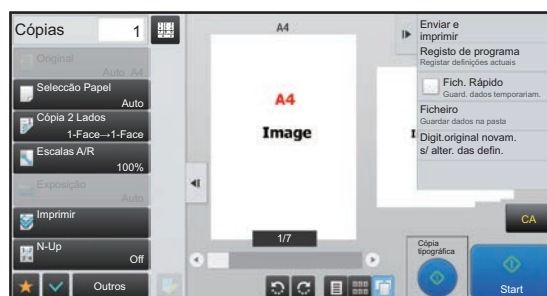 Cópias
1
Original
Auto A4
Seleccão Papel
Auto
Cópia 2 Lados
1-Face→1-Face
Escalas A/R
100%
Exposição
Auto
Imprimir
N-Up
Off
Outros
A4
A4
Image
1/7
I
Enviar e
imprimir
Registo de programa
Registar definições actuais
Fich. Rápido
Guard. dados temporariam.
Ficheiro
Guardar dados na pasta
Digit.original novam.
s/ alter. das defin.
CA
Cópia
tipográfica
Start